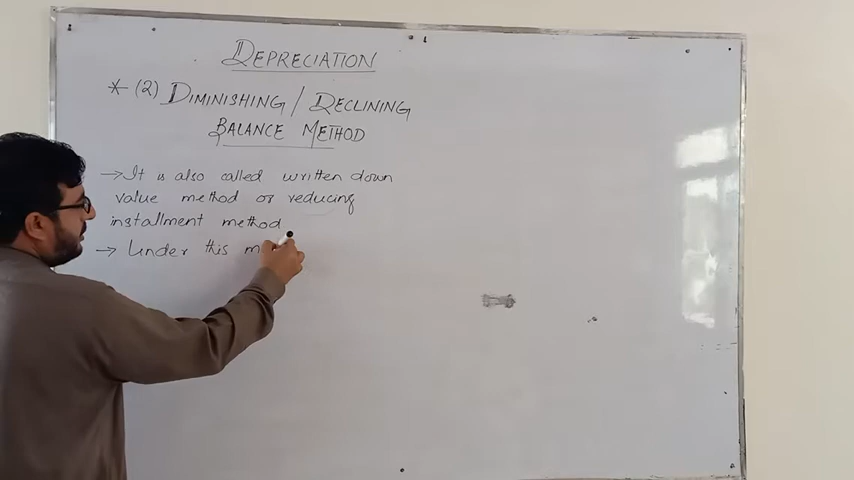 DEPRECIATION
* (2) DIMINISHING / DECLINING
BALANCE METHOD
→ It is also called written down
value method or reducing
installment method
→ Under this m